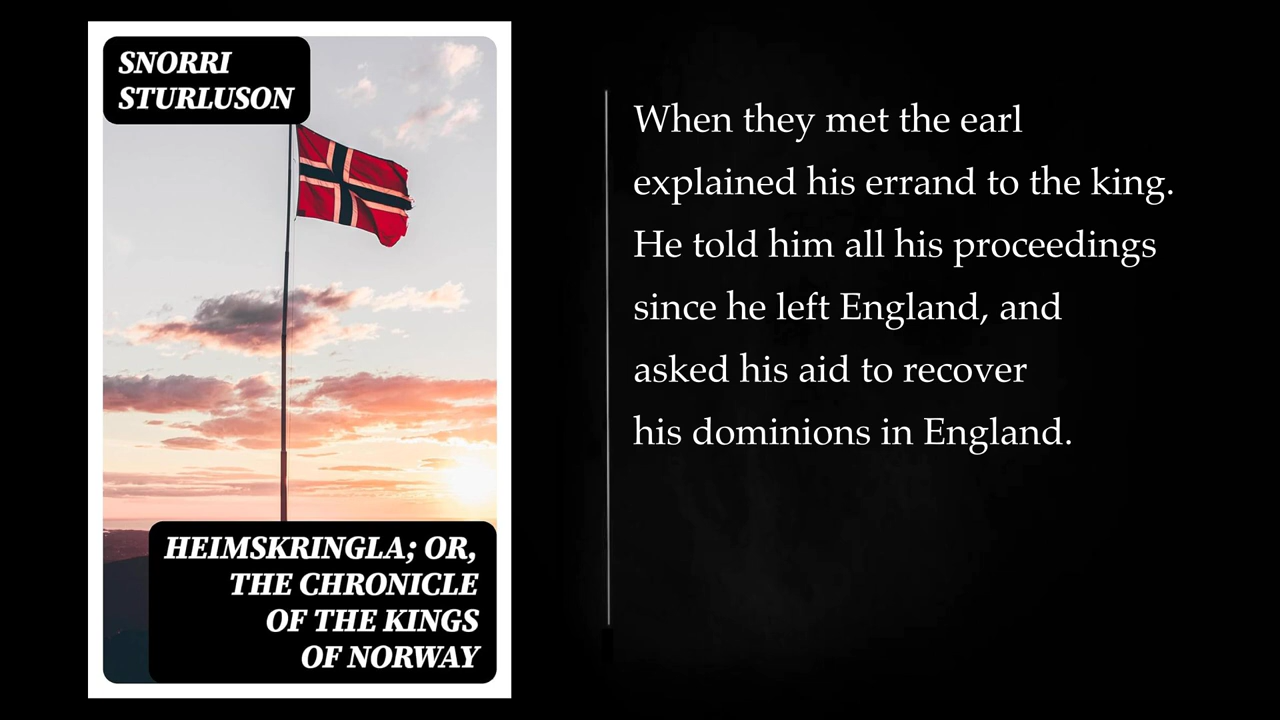 SNORRI
STURLUSON
HEIMSKRINGLA; OR,
THE CHRONICLE
OF THE KINGS
OF NORWAY
When they met the earl
explained his errand to the king.
He told him all his proceedings
since he left England, and
asked his aid to recover
his dominions in England.